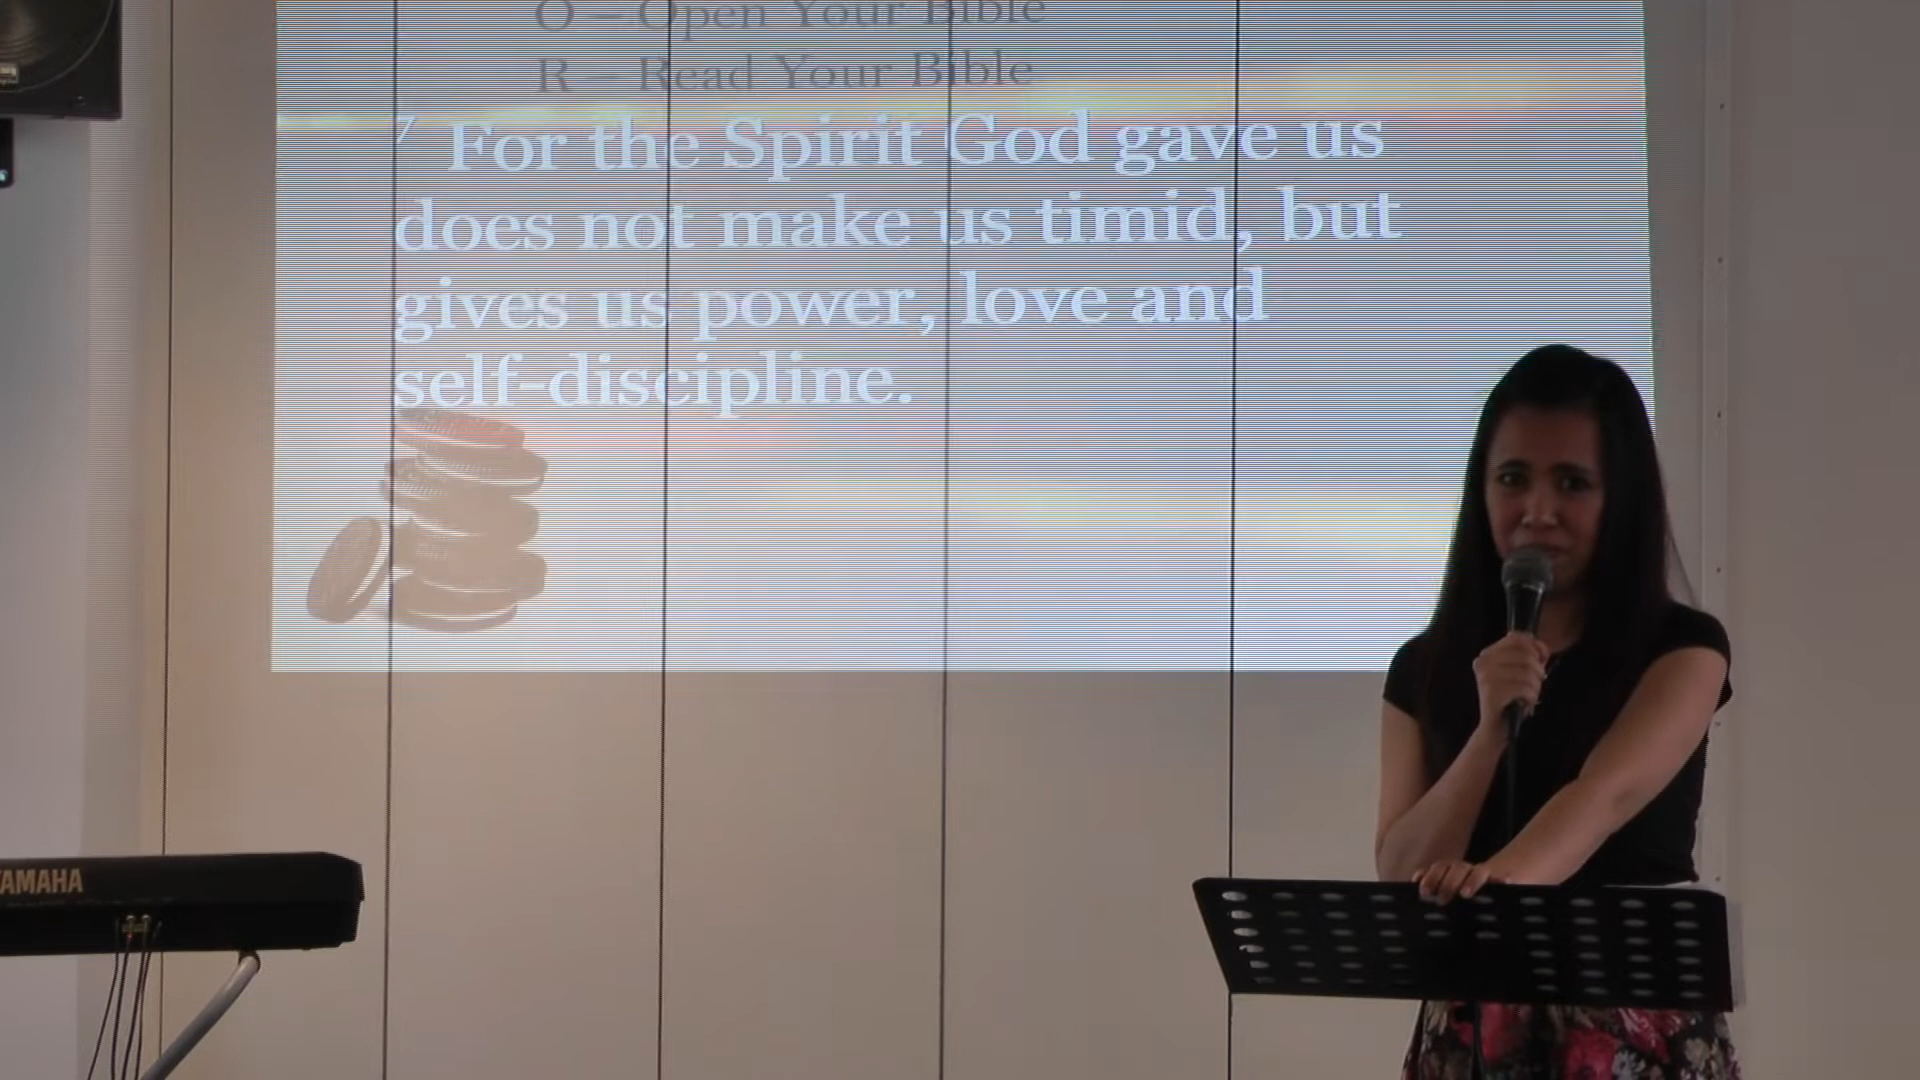 O – Open Your Bible
R – Read Your Bible
7 For the Spirit God gave us
does not make us timid, but
gives us power, love and
self-discipline.
YAMAHA